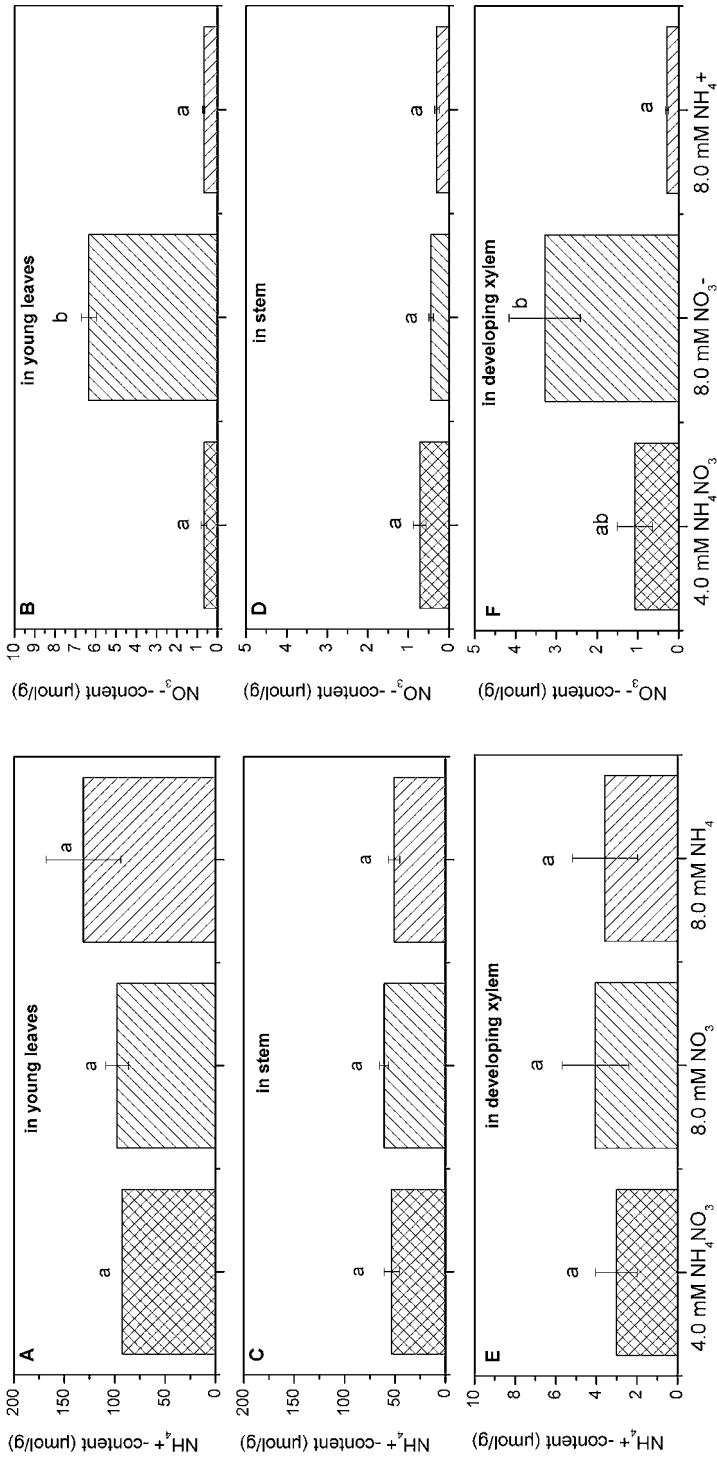 A
in young leaves
NH₄⁺ - content (µmol/g)
200
150
100
50
0
a
a
a
B
in young leaves
NO₃- - content (µmol/g)
10
9
8
7
6
5
4
3
2
1
0
a
b
a
C
in stem
NH₄⁺ - content (µmol/g)
200
150
100
50
0
a
a
a
D
in stem
NO₃- - content (µmol/g)
5
4
3
2
1
0
a
a
a
E
in developing xylem
NH₄⁺ - content (µmol/g)
10
8
6
4
2
0
a
a
a
4.0 mM NH₄NO₃
8.0 mM NO₃
8.0 mM NH₄
F
in developing xylem
NO₃- - content (µmol/g)
5
4
3
2
1
0
ab
b
a
4.0 mM NH₄NO₃
8.0 mM NO₃-
8.0 mM NH₄+